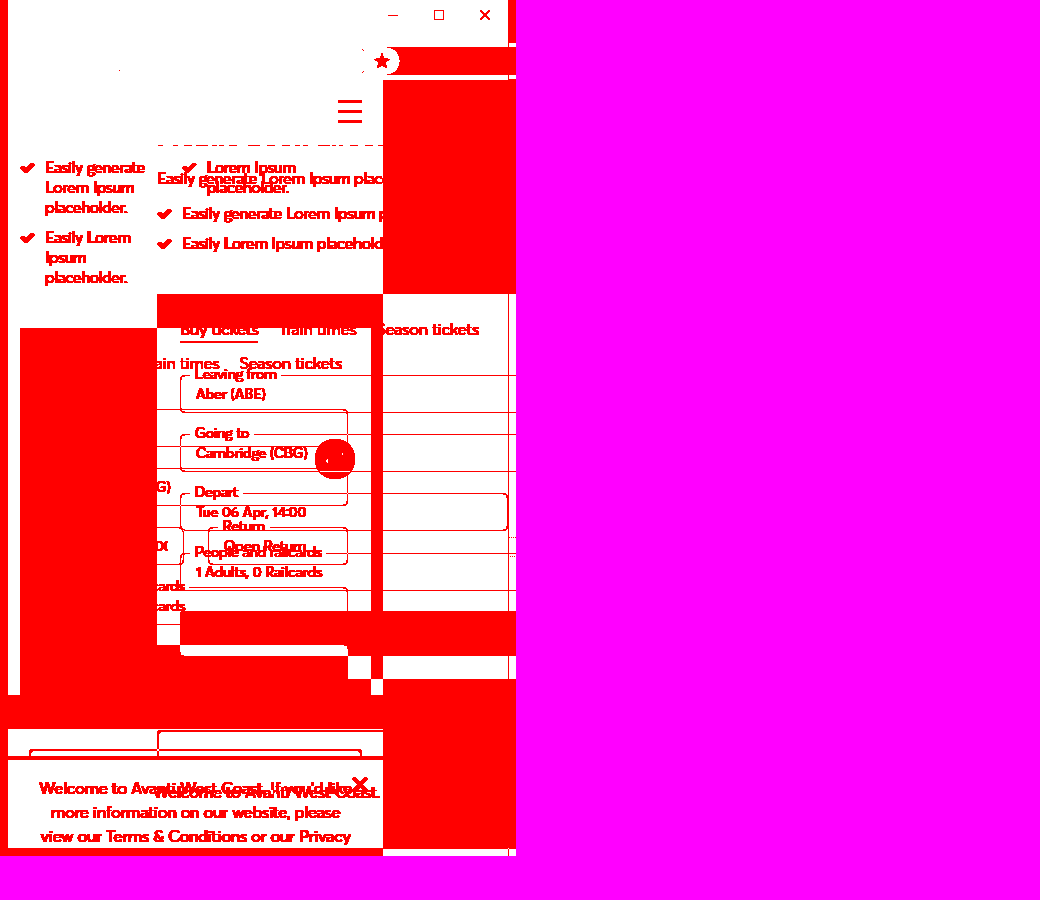 Easily generate
Lorem Ipsum
placeholder.
Easily Lorem
Ipsum
placeholder.
Lorem Ipsum
placeholder.
Easily generate Lorem Ipsum plac
Easily generate Lorem Ipsum p
Easily Lorem Ipsum placehold
Buy tickets
Train times
Season tickets
ain times
Season tickets
Leaving from
Aber (ABE)
Going to
Cambridge (CBG)
G)
Depart
Tue 06 Apr, 14:00
Return
Open Return
People and railcards
1 Adults, 0 Railcards
ards
ards
Welcome to Avanti West Coast. If you'd like
Welcome to Avanti West Coast.
more information on our website, please
view our Terms & Conditions or our Privacy